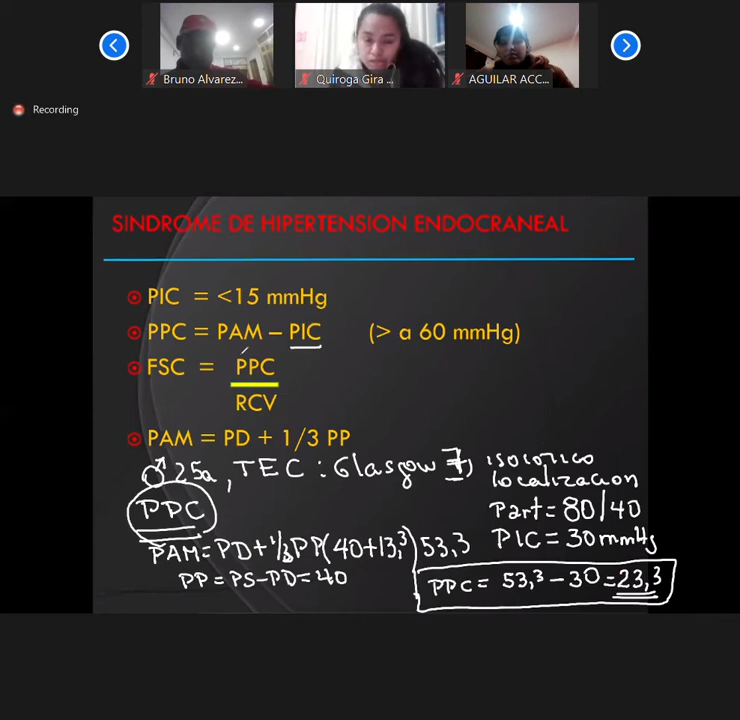 Bruno Alvarez...
Quiroga Gira ...
AGUILAR ACC...
Recording
SINDROME DE HIPERTENSION ENDOCRANEAL
PIC = <15 mmHg
PPC = PAM – PIC (> a 60 mmHg)
FSC = PPC
RCV
PAM = PD + 1/3 PP
♂ 25a, TEC : Glasgow 7, isocorico
localizacion
PPC
Part = 80/40
PAM = PD + 1/3 PP (40 + 13,3) 53,3
PIC = 30 mmHg
PP = PS – PD = 40
PPC = 53,3 – 30 = 23,3